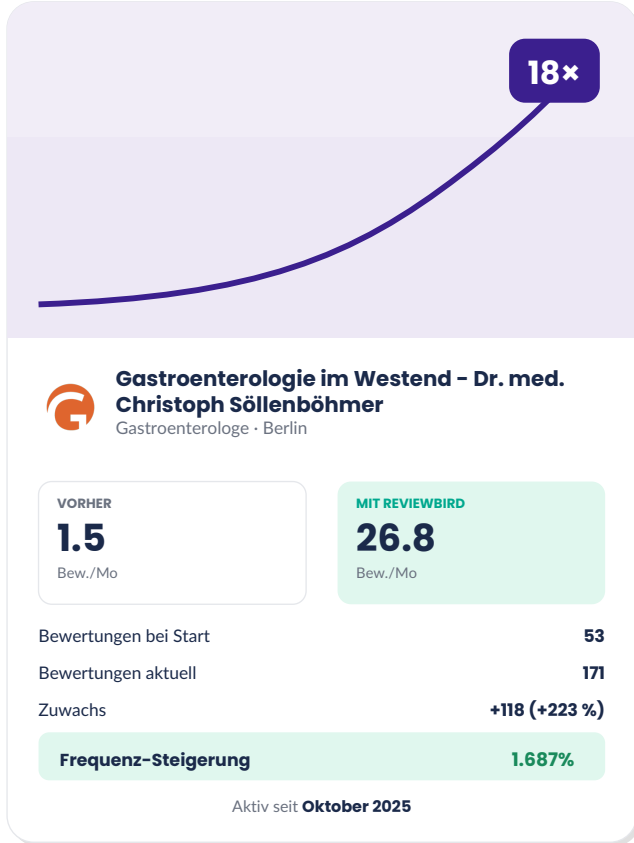 18×
Gastroenterologie im Westend – Dr. med.
Christoph Söllenböhmer
Gastroenterologe · Berlin
VORHER
1.5
Bew./Mo
MIT REVIEWBIRD
26.8
Bew./Mo
Bewertungen bei Start 53
Bewertungen aktuell 171
Zuwachs +118 (+223 %)
Frequenz-Steigerung 1.687%
Aktiv seit Oktober 2025